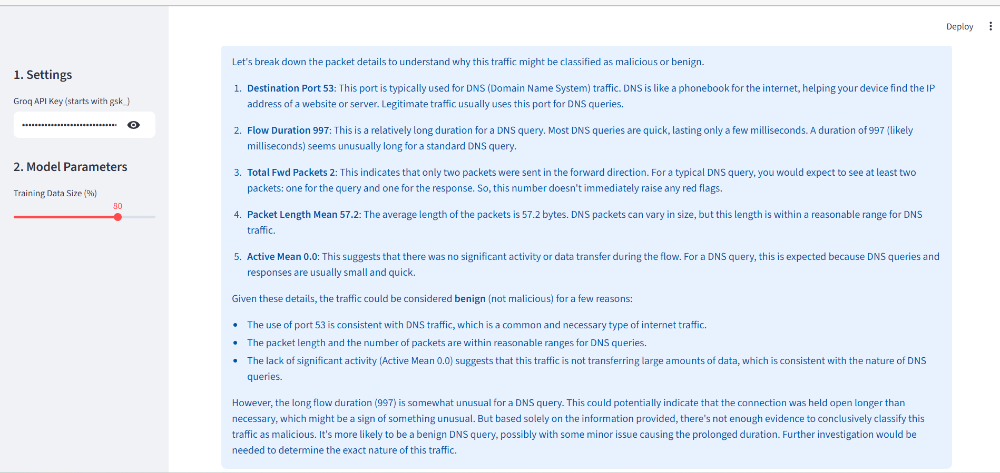 Deploy
1. Settings
Groq API Key (starts with gsk_)
2. Model Parameters
Training Data Size (%)
80
Let's break down the packet details to understand why this traffic might be classified as malicious or benign.
1. Destination Port 53: This port is typically used for DNS (Domain Name System) traffic. DNS is like a phonebook for the internet, helping your device find the IP
address of a website or server. Legitimate traffic usually uses this port for DNS queries.
2. Flow Duration 997: This is a relatively long duration for a DNS query. Most DNS queries are quick, lasting only a few milliseconds. A duration of 997 (likely
milliseconds) seems unusually long for a standard DNS query.
3. Total Fwd Packets 2: This indicates that only two packets were sent in the forward direction. For a typical DNS query, you would expect to see at least two
packets: one for the query and one for the response. So, this number doesn't immediately raise any red flags.
4. Packet Length Mean 57.2: The average length of the packets is 57.2 bytes. DNS packets can vary in size, but this length is within a reasonable range for DNS
traffic.
5. Active Mean 0.0: This suggests that there was no significant activity or data transfer during the flow. For a DNS query, this is expected because DNS queries and
responses are usually small and quick.
Given these details, the traffic could be considered benign (not malicious) for a few reasons:
• The use of port 53 is consistent with DNS traffic, which is a common and necessary type of internet traffic.
• The packet length and the number of packets are within reasonable ranges for DNS queries.
• The lack of significant activity (Active Mean 0.0) suggests that this traffic is not transferring large amounts of data, which is consistent with the nature of DNS
queries.
However, the long flow duration (997) is somewhat unusual for a DNS query. This could potentially indicate that the connection was held open longer than
necessary, which might be a sign of something unusual. But based solely on the information provided, there's not enough evidence to conclusively classify this
traffic as malicious. It's more likely to be a benign DNS query, possibly with some minor issue causing the prolonged duration. Further investigation would be
needed to determine the exact nature of this traffic.